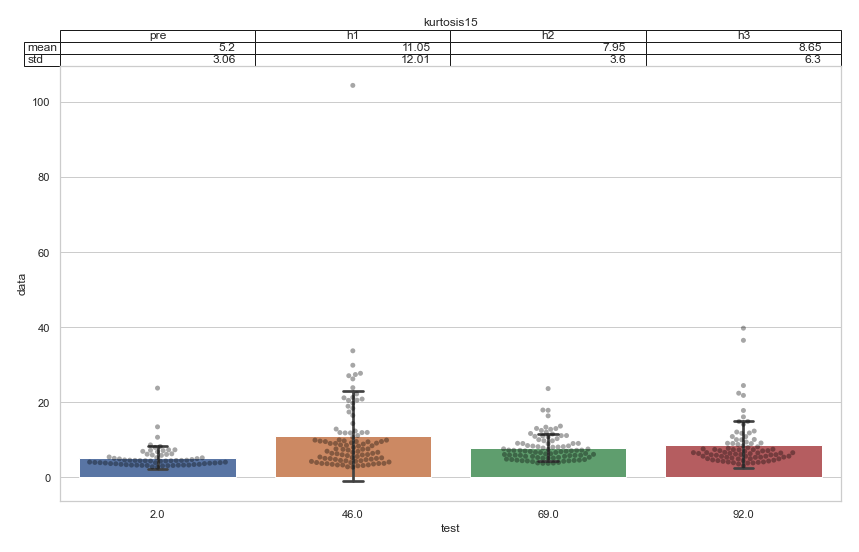 kurtosis15
pre h1 h2 h3
mean 5.2 11.05 7.95 8.65
std 3.06 12.01 3.6 6.3
100
80
60
40
20
0
data
2.0 46.0 69.0 92.0
test